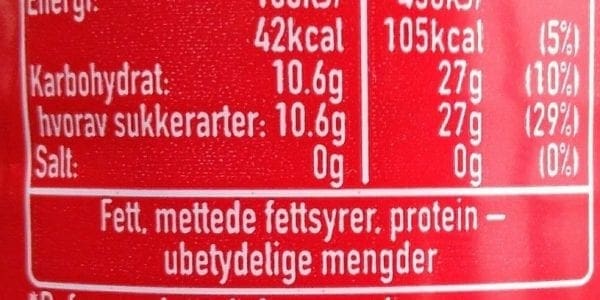 Energi:
42kcal 105kcal (5%)
Karbohydrat: 10.6g 27g (10%)
hvorav sukkerarter: 10.6g 27g (29%)
Salt: 0g 0g (0%)
Fett, mettede fettsyrer, protein –
ubetydelige mengder